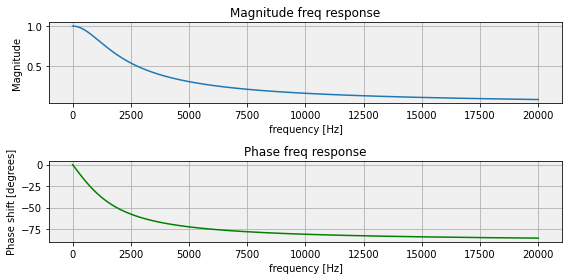 Magnitude freq response
Magnitude
1.0
0.5
0 2500 5000 7500 10000 12500 15000 17500 20000
frequency [Hz]
Phase freq response
Phase shift [degrees]
0
−25
−50
−75
0 2500 5000 7500 10000 12500 15000 17500 20000
frequency [Hz]